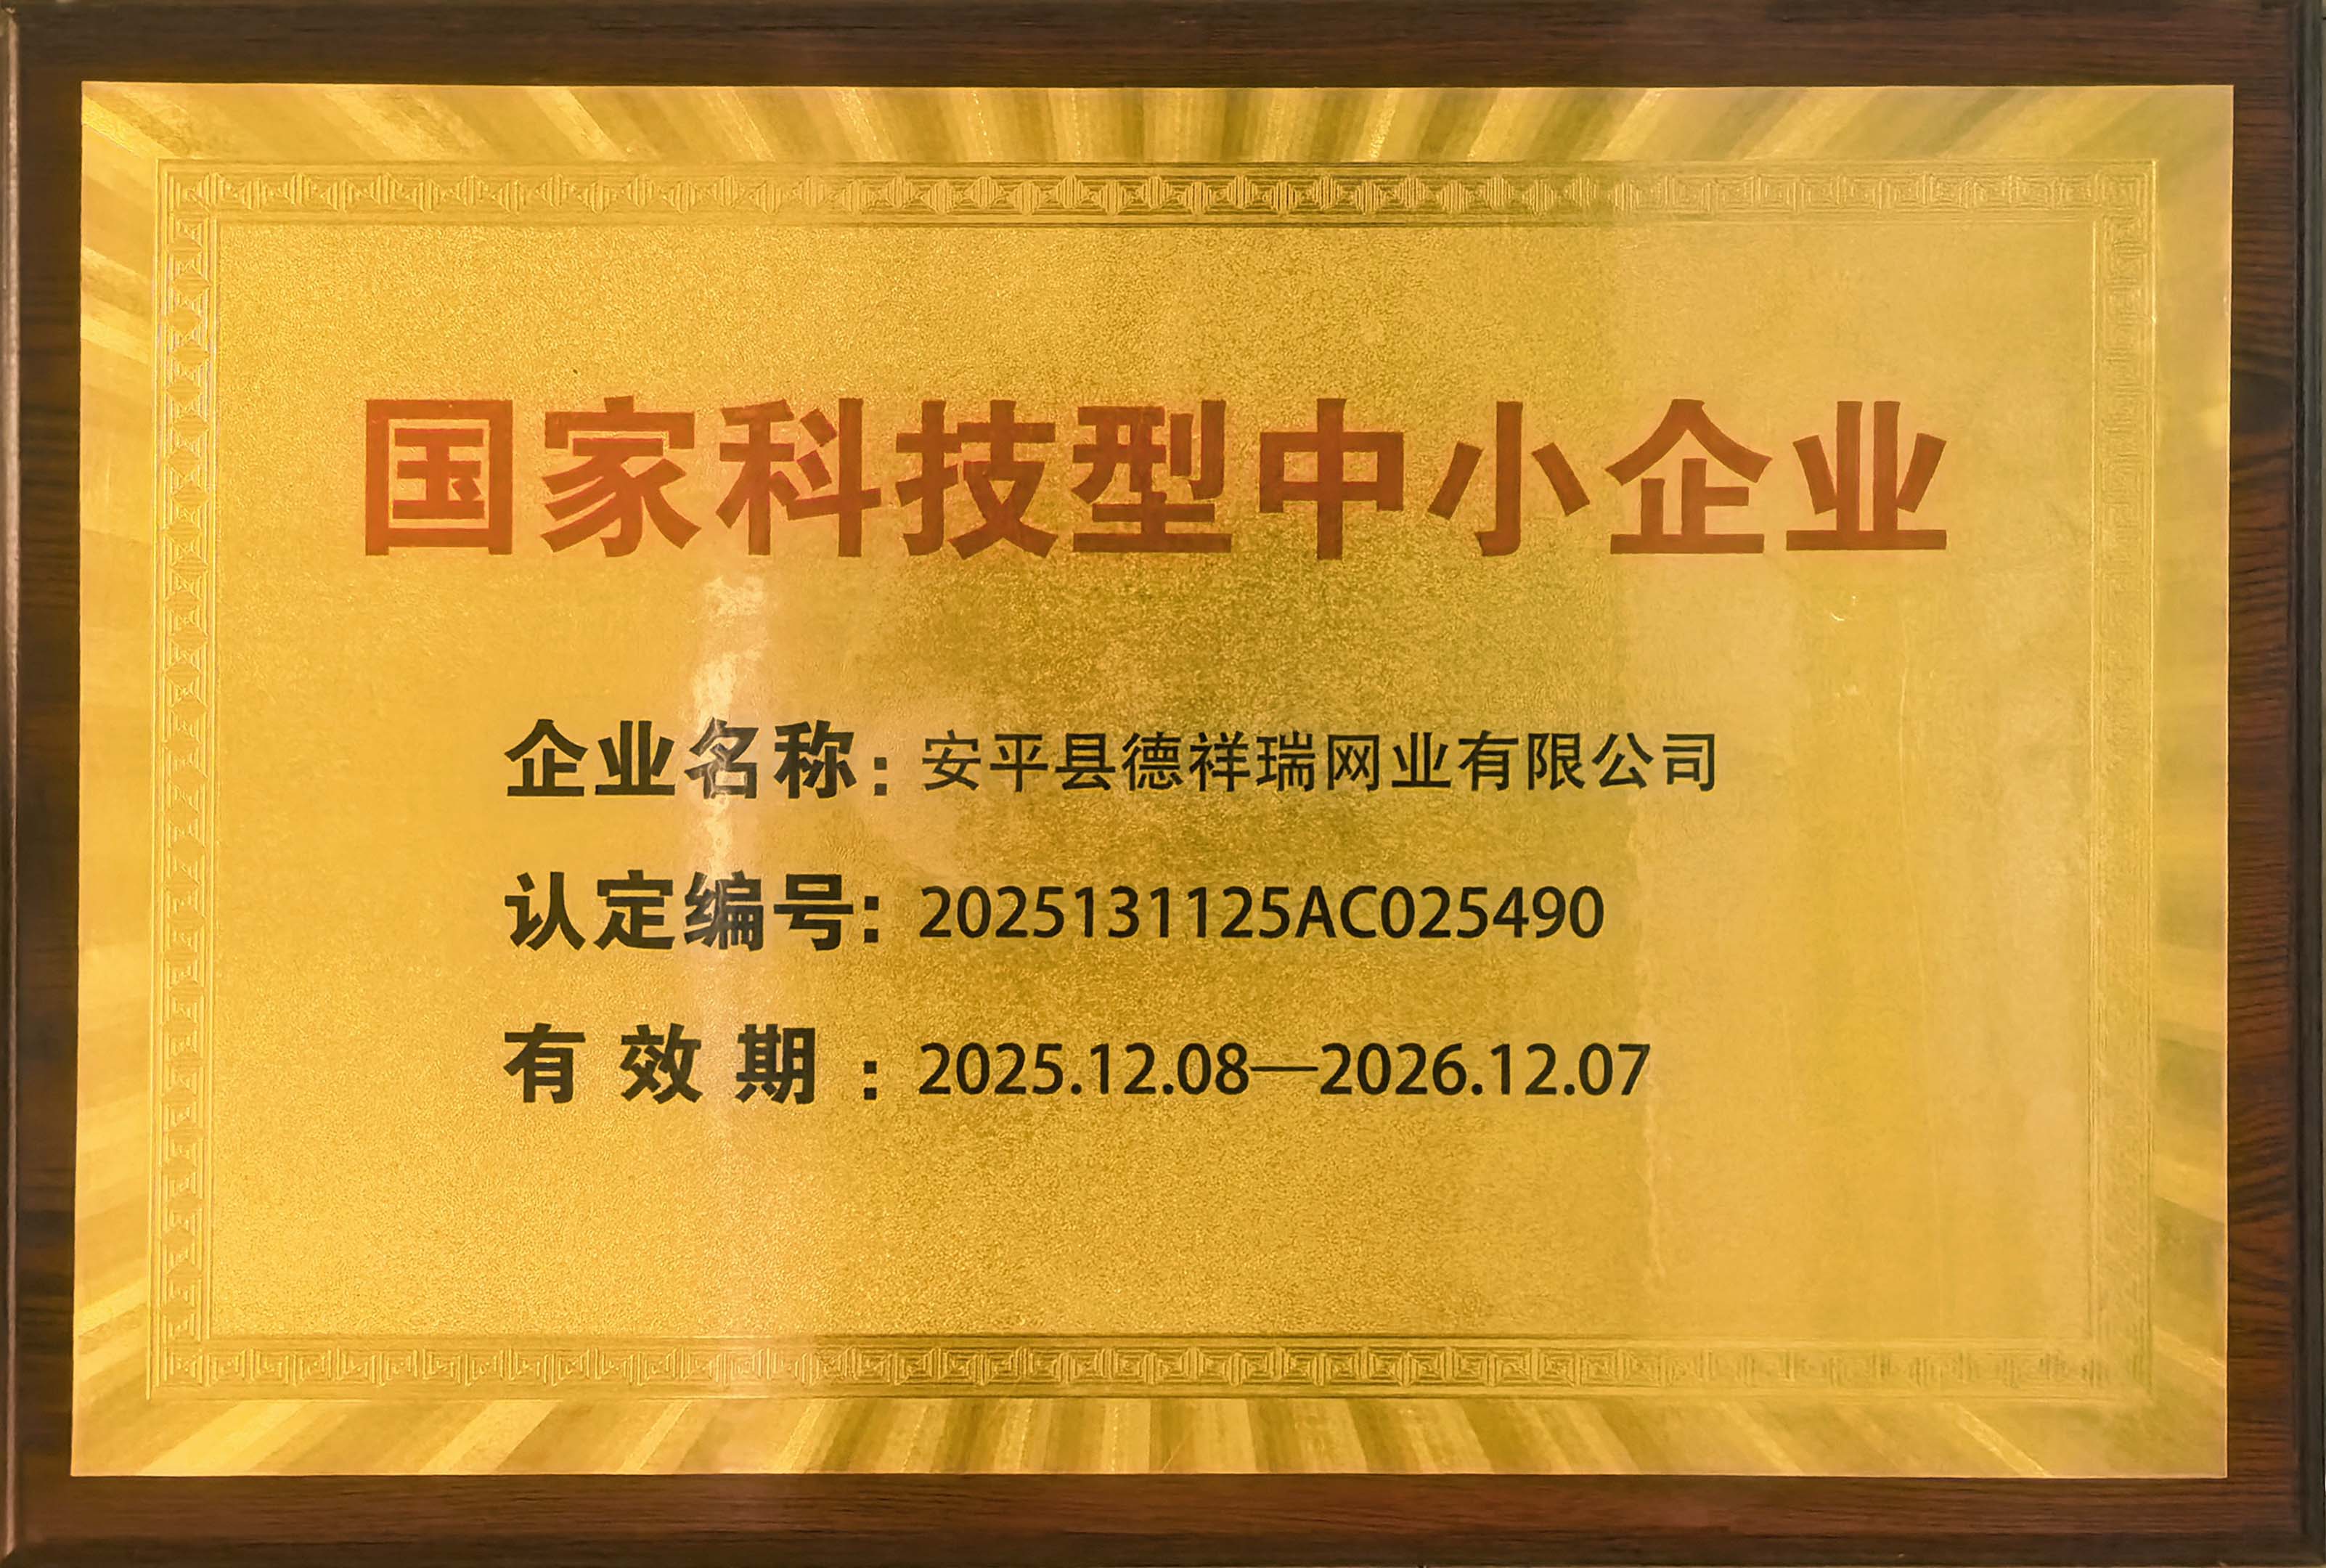 国家科技型中小企业
企业名称：安平县德祥瑞网业有限公司
认定编号：2025131125AC025490
有效期：2025.12.08—2026.12.07